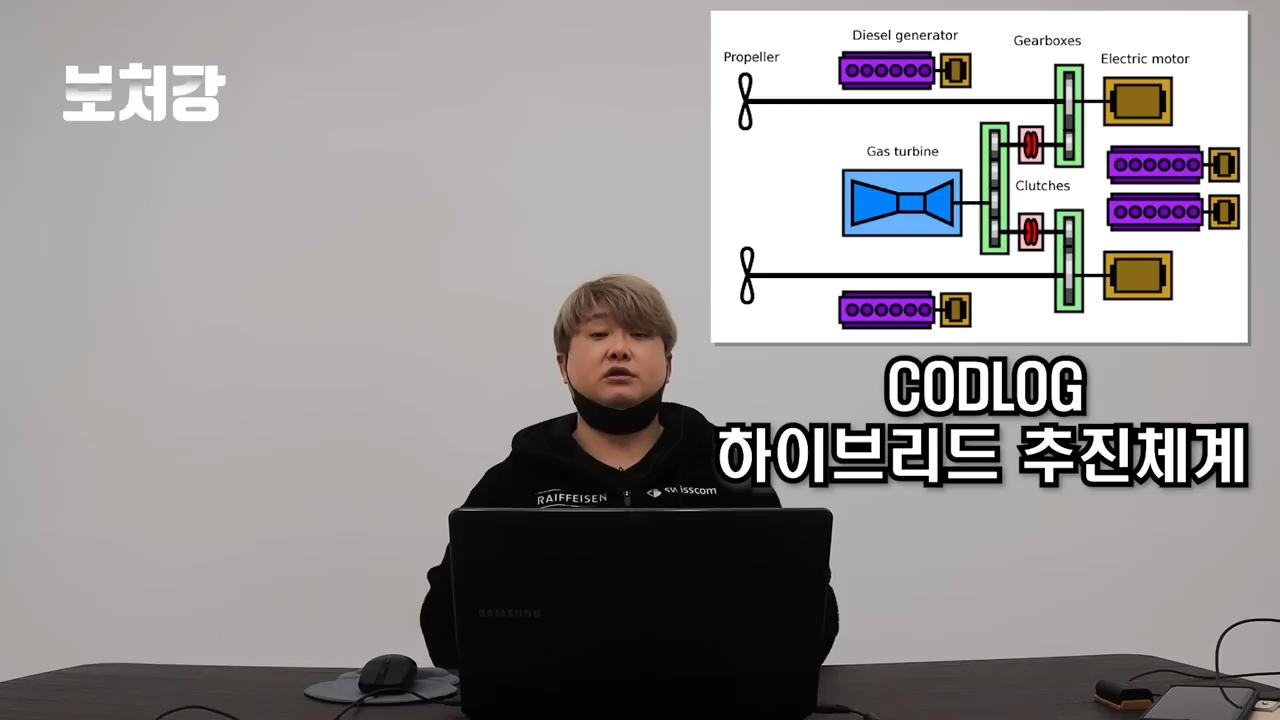 보처강
Diesel generator
Gearboxes
Propeller
Electric motor
Gas turbine
Clutches
CODLOG
하이브리드 추진체계
RAIFFEISEN
swisscom
SAMSUNG